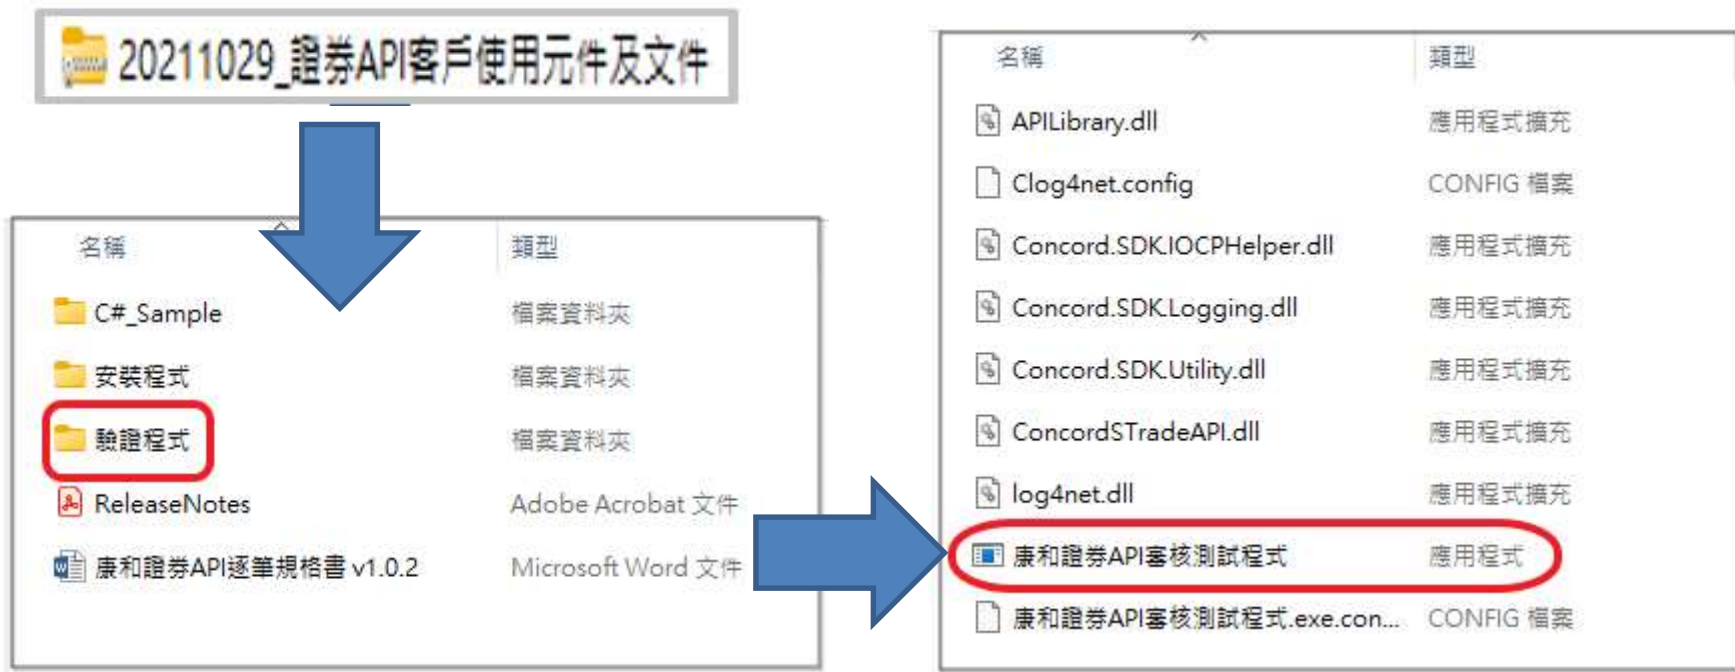 20211029_證券API客戶使用元件及文件
名稱 類型
C#_Sample 檔案資料夾
安裝程式 檔案資料夾
驗證程式 檔案資料夾
ReleaseNotes Adobe Acrobat 文件
康和證券API逐筆規格書 v1.0.2 Microsoft Word 文件
名稱 類型
APILibrary.dll 應用程式擴充
Clog4net.config CONFIG 檔案
Concord.SDK.IOCPHelper.dll 應用程式擴充
Concord.SDK.Logging.dll 應用程式擴充
Concord.SDK.Utility.dll 應用程式擴充
ConcordSTradeAPI.dll 應用程式擴充
log4net.dll 應用程式擴充
康和證券API審核測試程式 應用程式
康和證券API審核測試程式.exe.con... CONFIG 檔案